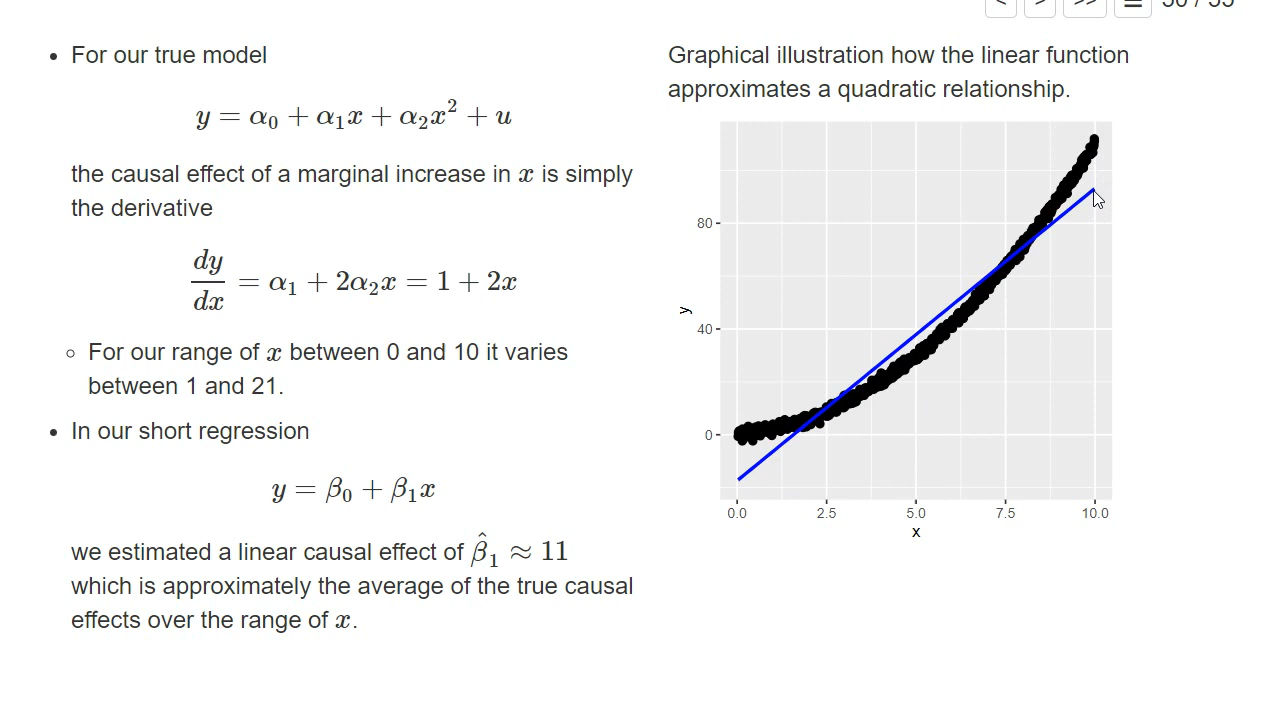 < > >> ☰ 50 / 55
• For our true model
y = α₀ + α₁x + α₂x² + u
the causal effect of a marginal increase in x is simply
the derivative
dy/dx = α₁ + 2α₂x = 1 + 2x
◦ For our range of x between 0 and 10 it varies
between 1 and 21.
• In our short regression
y = β₀ + β₁x
we estimated a linear causal effect of β̂₁ ≈ 11
which is approximately the average of the true causal
effects over the range of x.
Graphical illustration how the linear function
approximates a quadratic relationship.
80
40
0
y
0.0 2.5 5.0 7.5 10.0
x